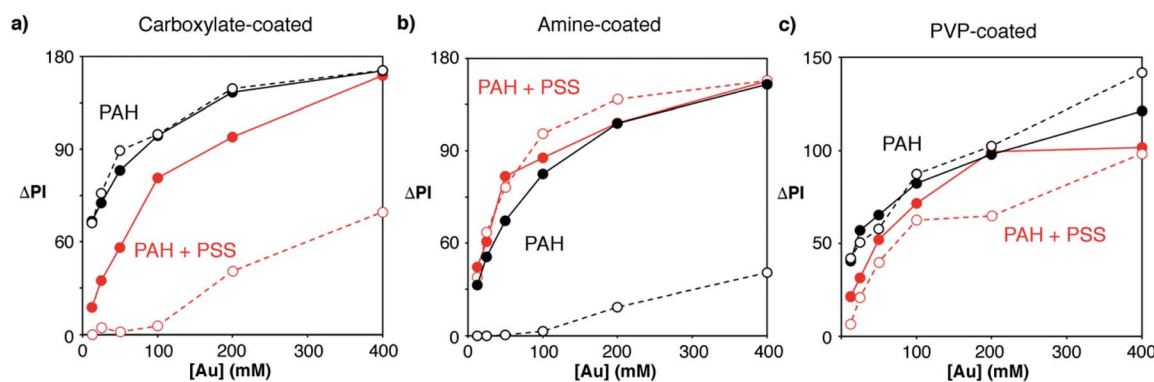 a)
Carboxylate-coated
180
90
60
0
ΔPI
PAH
PAH + PSS
0
100
200
300
400
[Au] (mM)
b)
Amine-coated
180
90
60
0
ΔPI
PAH + PSS
PAH
0
100
200
300
400
[Au] (mM)
c)
PVP-coated
150
100
50
0
ΔPI
PAH
PAH + PSS
100
200
300
400
[Au] (mM)